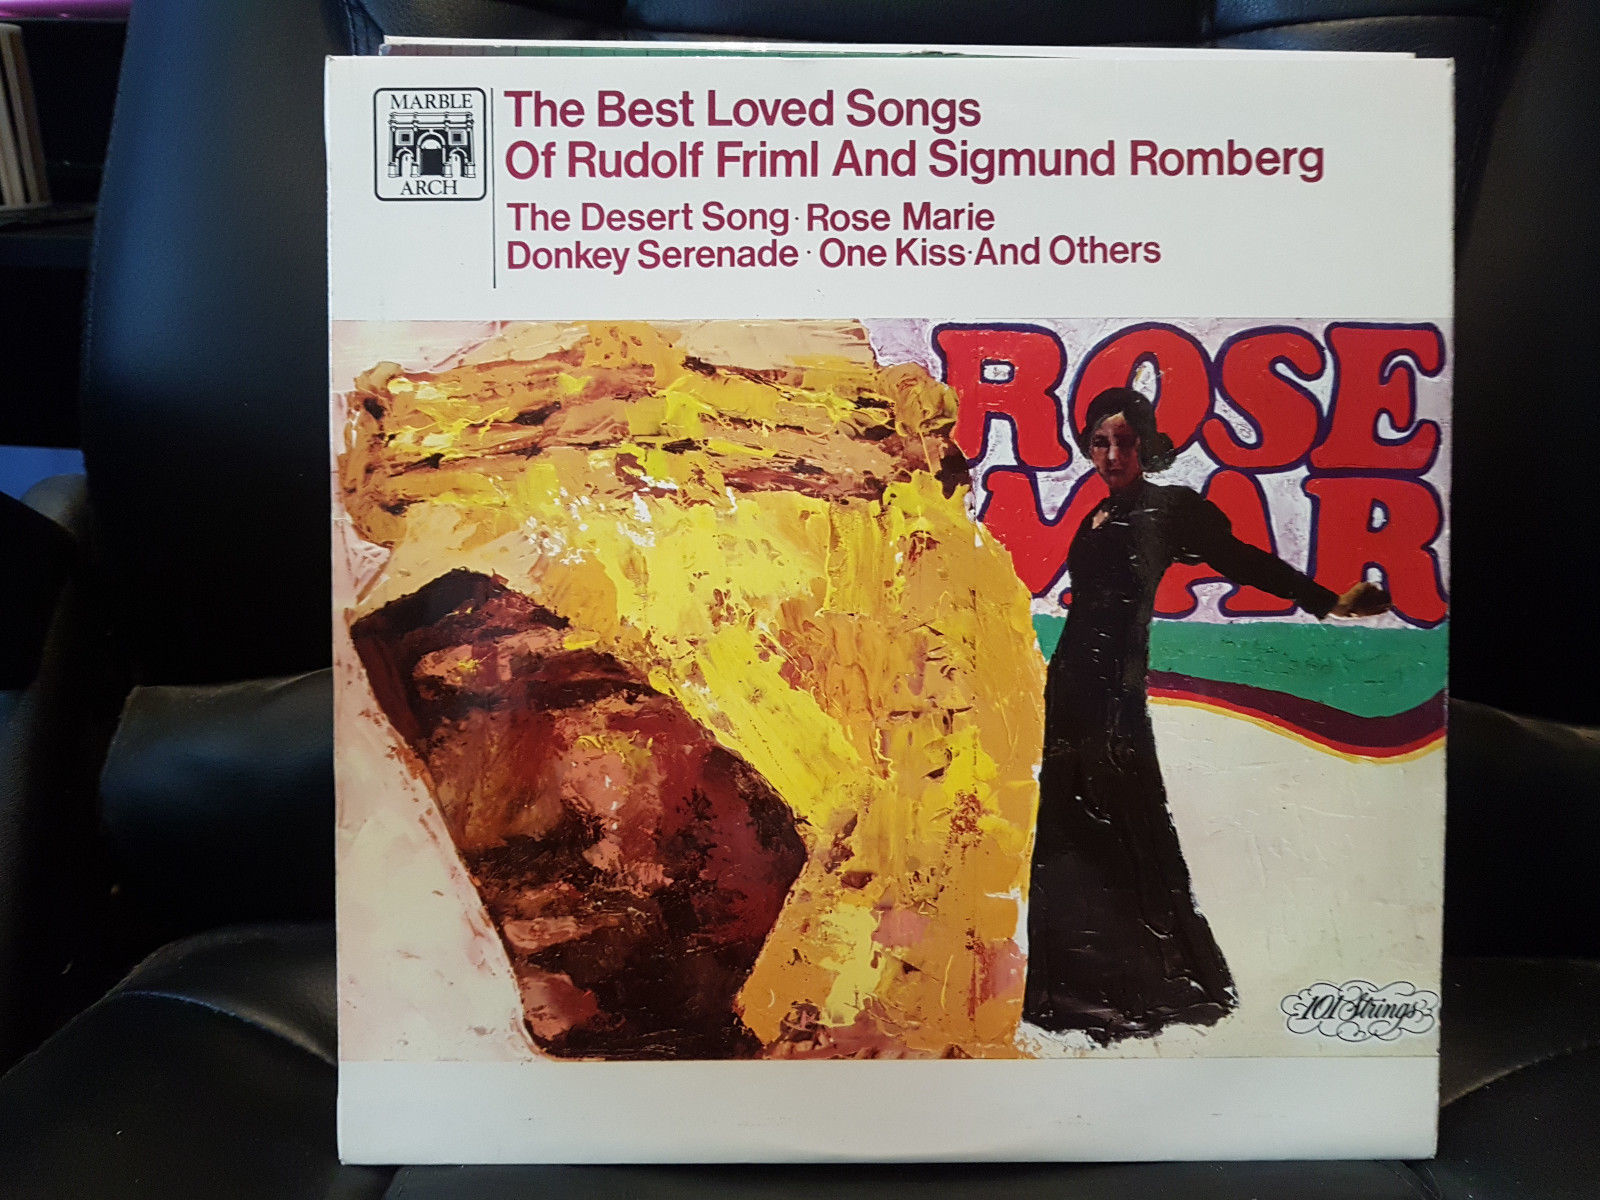 MARBLE
ARCH
The Best Loved Songs
Of Rudolf Friml And Sigmund Romberg
The Desert Song · Rose Marie
Donkey Serenade · One Kiss · And Others
ROSE
MAR
101 Strings